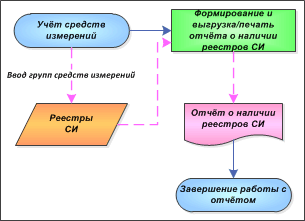 Учёт средств
измерений
Формирование и
выгрузка/печать
отчёта о наличии
реестров СИ
Ввод групп средств измерений
Реестры
СИ
Отчёт о наличии
реестров СИ
Завершение работы с
отчётом